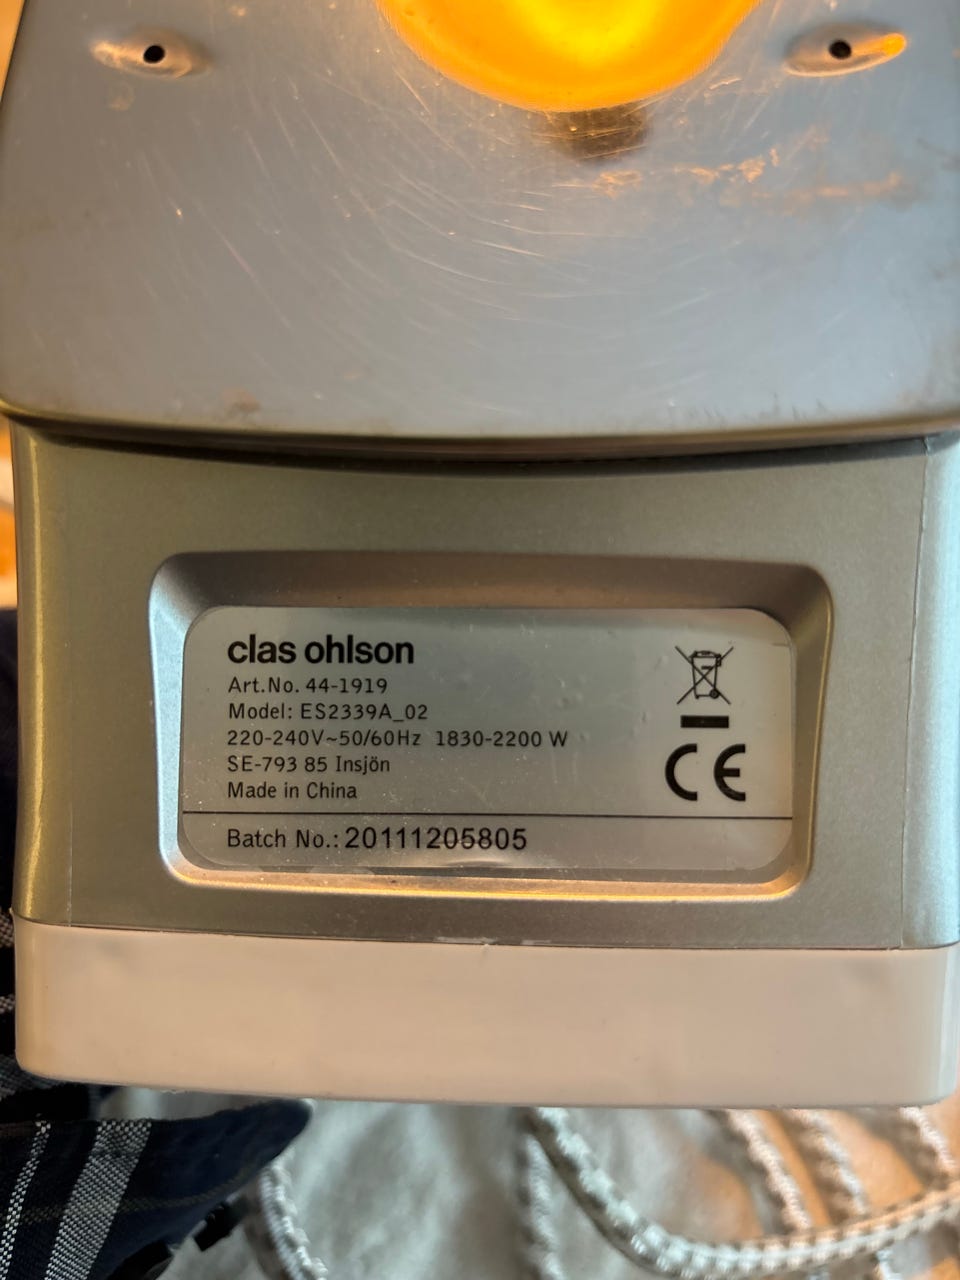 clas ohlson
Art.No. 44-1919
Model: ES2339A_02
220-240V~50/60Hz 1830-2200 W
SE-793 85 Insjön
Made in China
CE
Batch No.: 20111205805